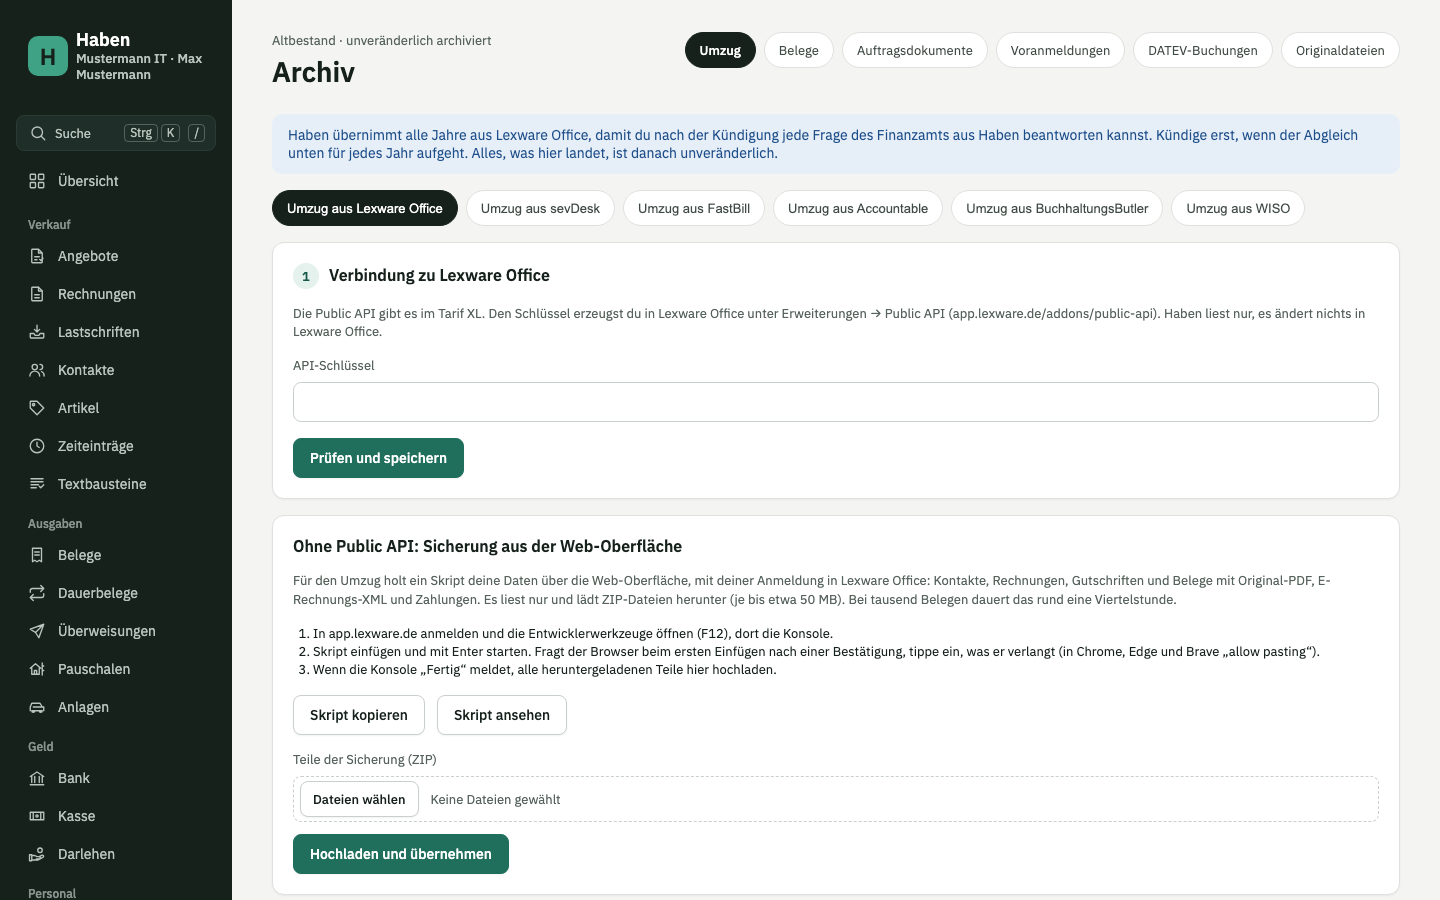 H
Haben
Mustermann IT · Max
Mustermann
Suche Strg K /
Übersicht
Verkauf
Angebote
Rechnungen
Lastschriften
Kontakte
Artikel
Zeiteinträge
Textbausteine
Ausgaben
Belege
Dauerbelege
Überweisungen
Pauschalen
Anlagen
Geld
Bank
Kasse
Darlehen
Personal
Altbestand · unveränderlich archiviert
Archiv
Umzug Belege Auftragsdokumente Voranmeldungen DATEV-Buchungen Originaldateien
Haben übernimmt alle Jahre aus Lexware Office, damit du nach der Kündigung jede Frage des Finanzamts aus Haben beantworten kannst. Kündige erst, wenn der Abgleich
unten für jedes Jahr aufgeht. Alles, was hier landet, ist danach unveränderlich.
Umzug aus Lexware Office Umzug aus sevDesk Umzug aus FastBill Umzug aus Accountable Umzug aus BuchhaltungsButler Umzug aus WISO
1 Verbindung zu Lexware Office
Die Public API gibt es im Tarif XL. Den Schlüssel erzeugst du in Lexware Office unter Erweiterungen → Public API (app.lexware.de/addons/public-api). Haben liest nur, es ändert nichts in
Lexware Office.
API-Schlüssel
Prüfen und speichern
Ohne Public API: Sicherung aus der Web-Oberfläche
Für den Umzug holt ein Skript deine Daten über die Web-Oberfläche, mit deiner Anmeldung in Lexware Office: Kontakte, Rechnungen, Gutschriften und Belege mit Original-PDF, E-
Rechnungs-XML und Zahlungen. Es liest nur und lädt ZIP-Dateien herunter (je bis etwa 50 MB). Bei tausend Belegen dauert das rund eine Viertelstunde.
1. In app.lexware.de anmelden und die Entwicklerwerkzeuge öffnen (F12), dort die Konsole.
2. Skript einfügen und mit Enter starten. Fragt der Browser beim ersten Einfügen nach einer Bestätigung, tippe ein, was er verlangt (in Chrome, Edge und Brave „allow pasting“).
3. Wenn die Konsole „Fertig“ meldet, alle heruntergeladenen Teile hier hochladen.
Skript kopieren Skript ansehen
Teile der Sicherung (ZIP)
Dateien wählen Keine Dateien gewählt
Hochladen und übernehmen